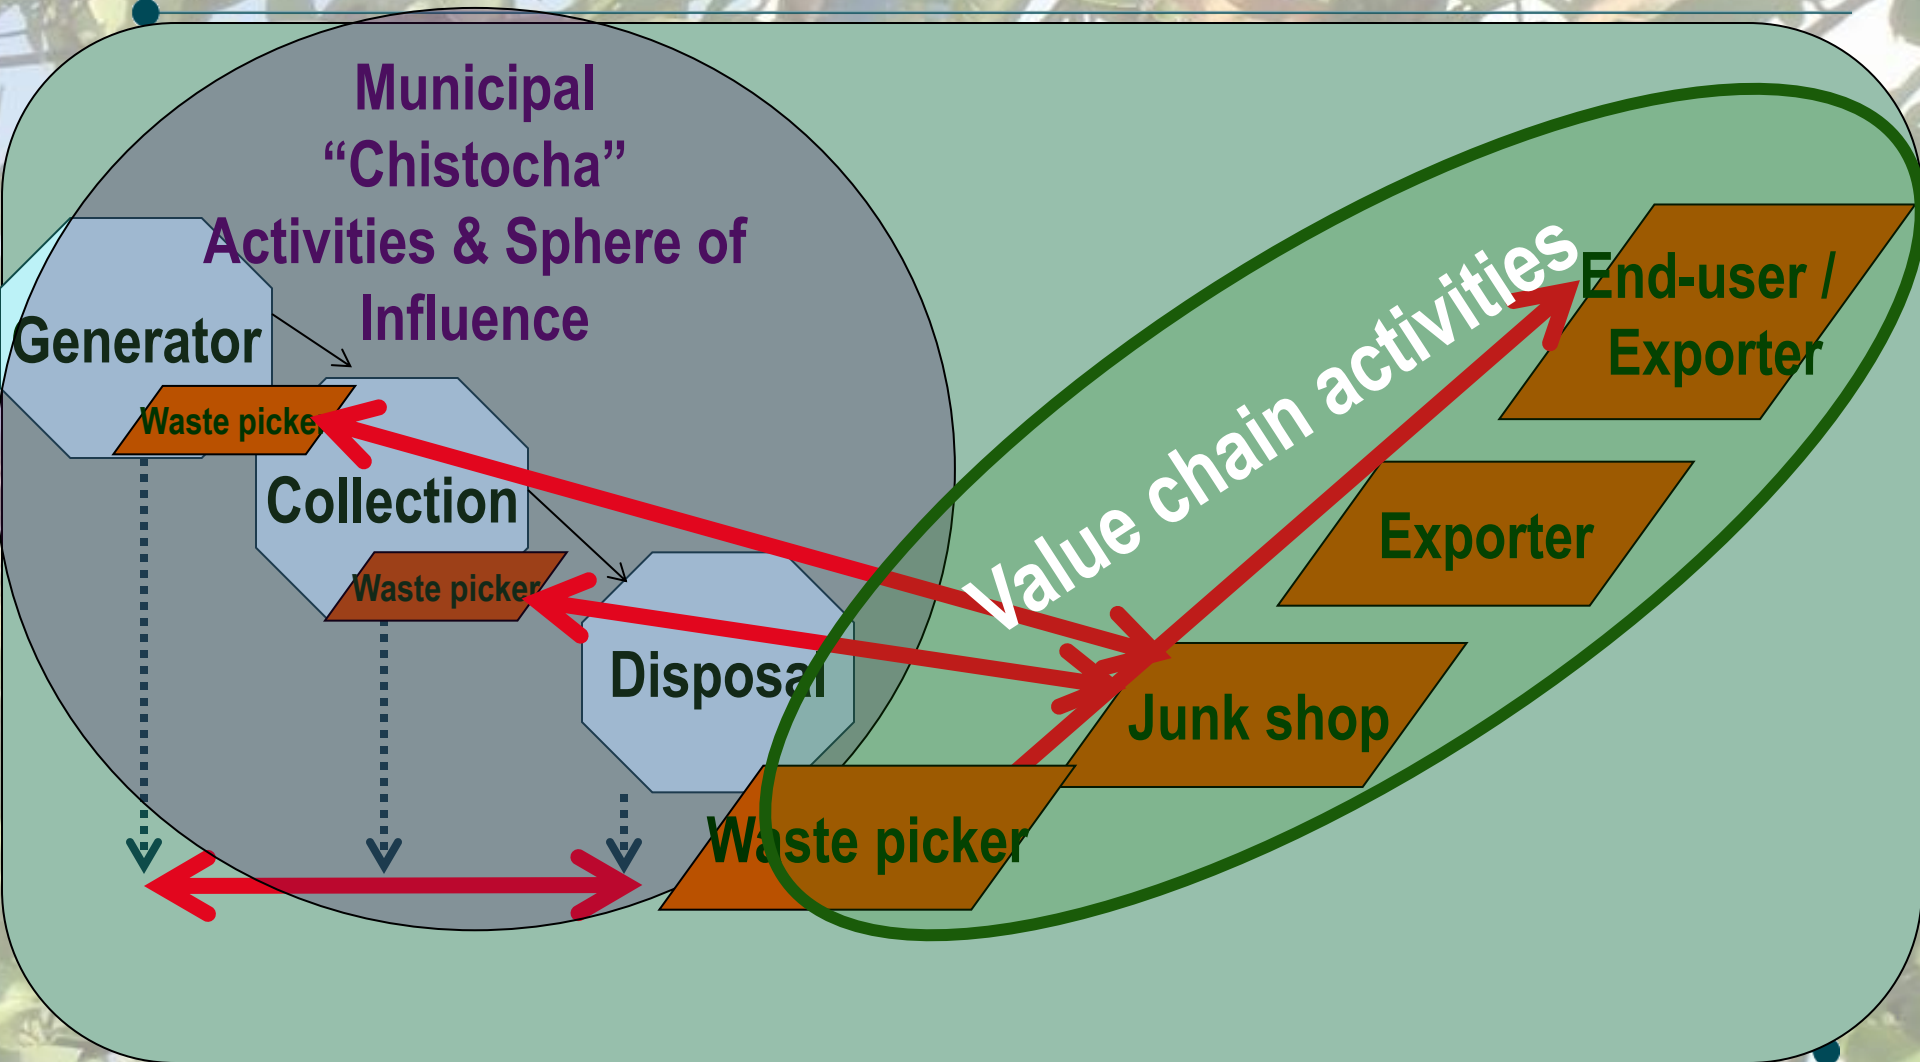 Municipal
“Chistocha”
Activities & Sphere of
Influence
Generator
Waste picker
Collection
Waste picker
Disposal
Waste picker
Value chain activities
End-user /
Exporter
Exporter
Junk shop